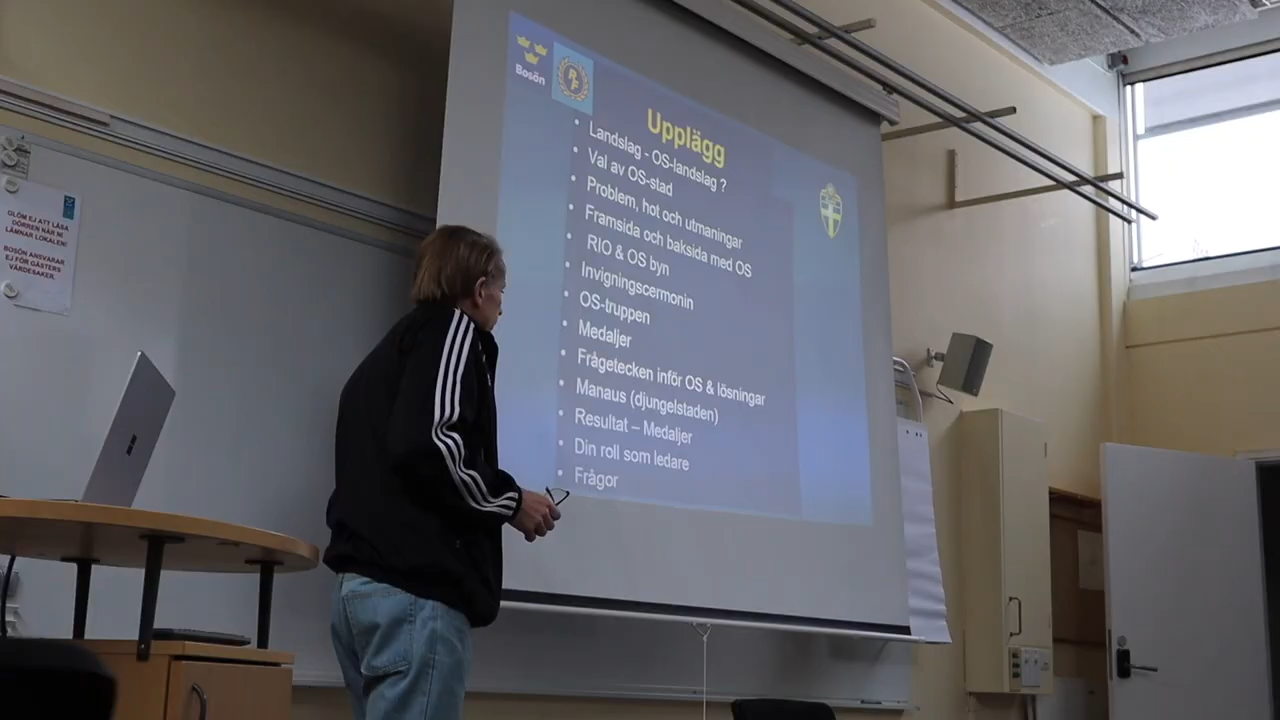 GLÖM EJ ATT LÅSA
DÖRREN NÄR NI
LÄMNAR LOKALEN!
BOSÖN ANSVARAR
EJ FÖR GÄSTERS
VÄRDESAKER.
Bosön
RF
Upplägg
• Landslag - OS-landslag ?
• Val av OS-stad
• Problem, hot och utmaningar
• Framsida och baksida med OS
• RIO & OS byn
• Invigningscermonin
• OS-truppen
• Medaljer
• Frågetecken inför OS & lösningar
• Manaus (djungelstaden)
• Resultat – Medaljer
• Din roll som ledare
• Frågor